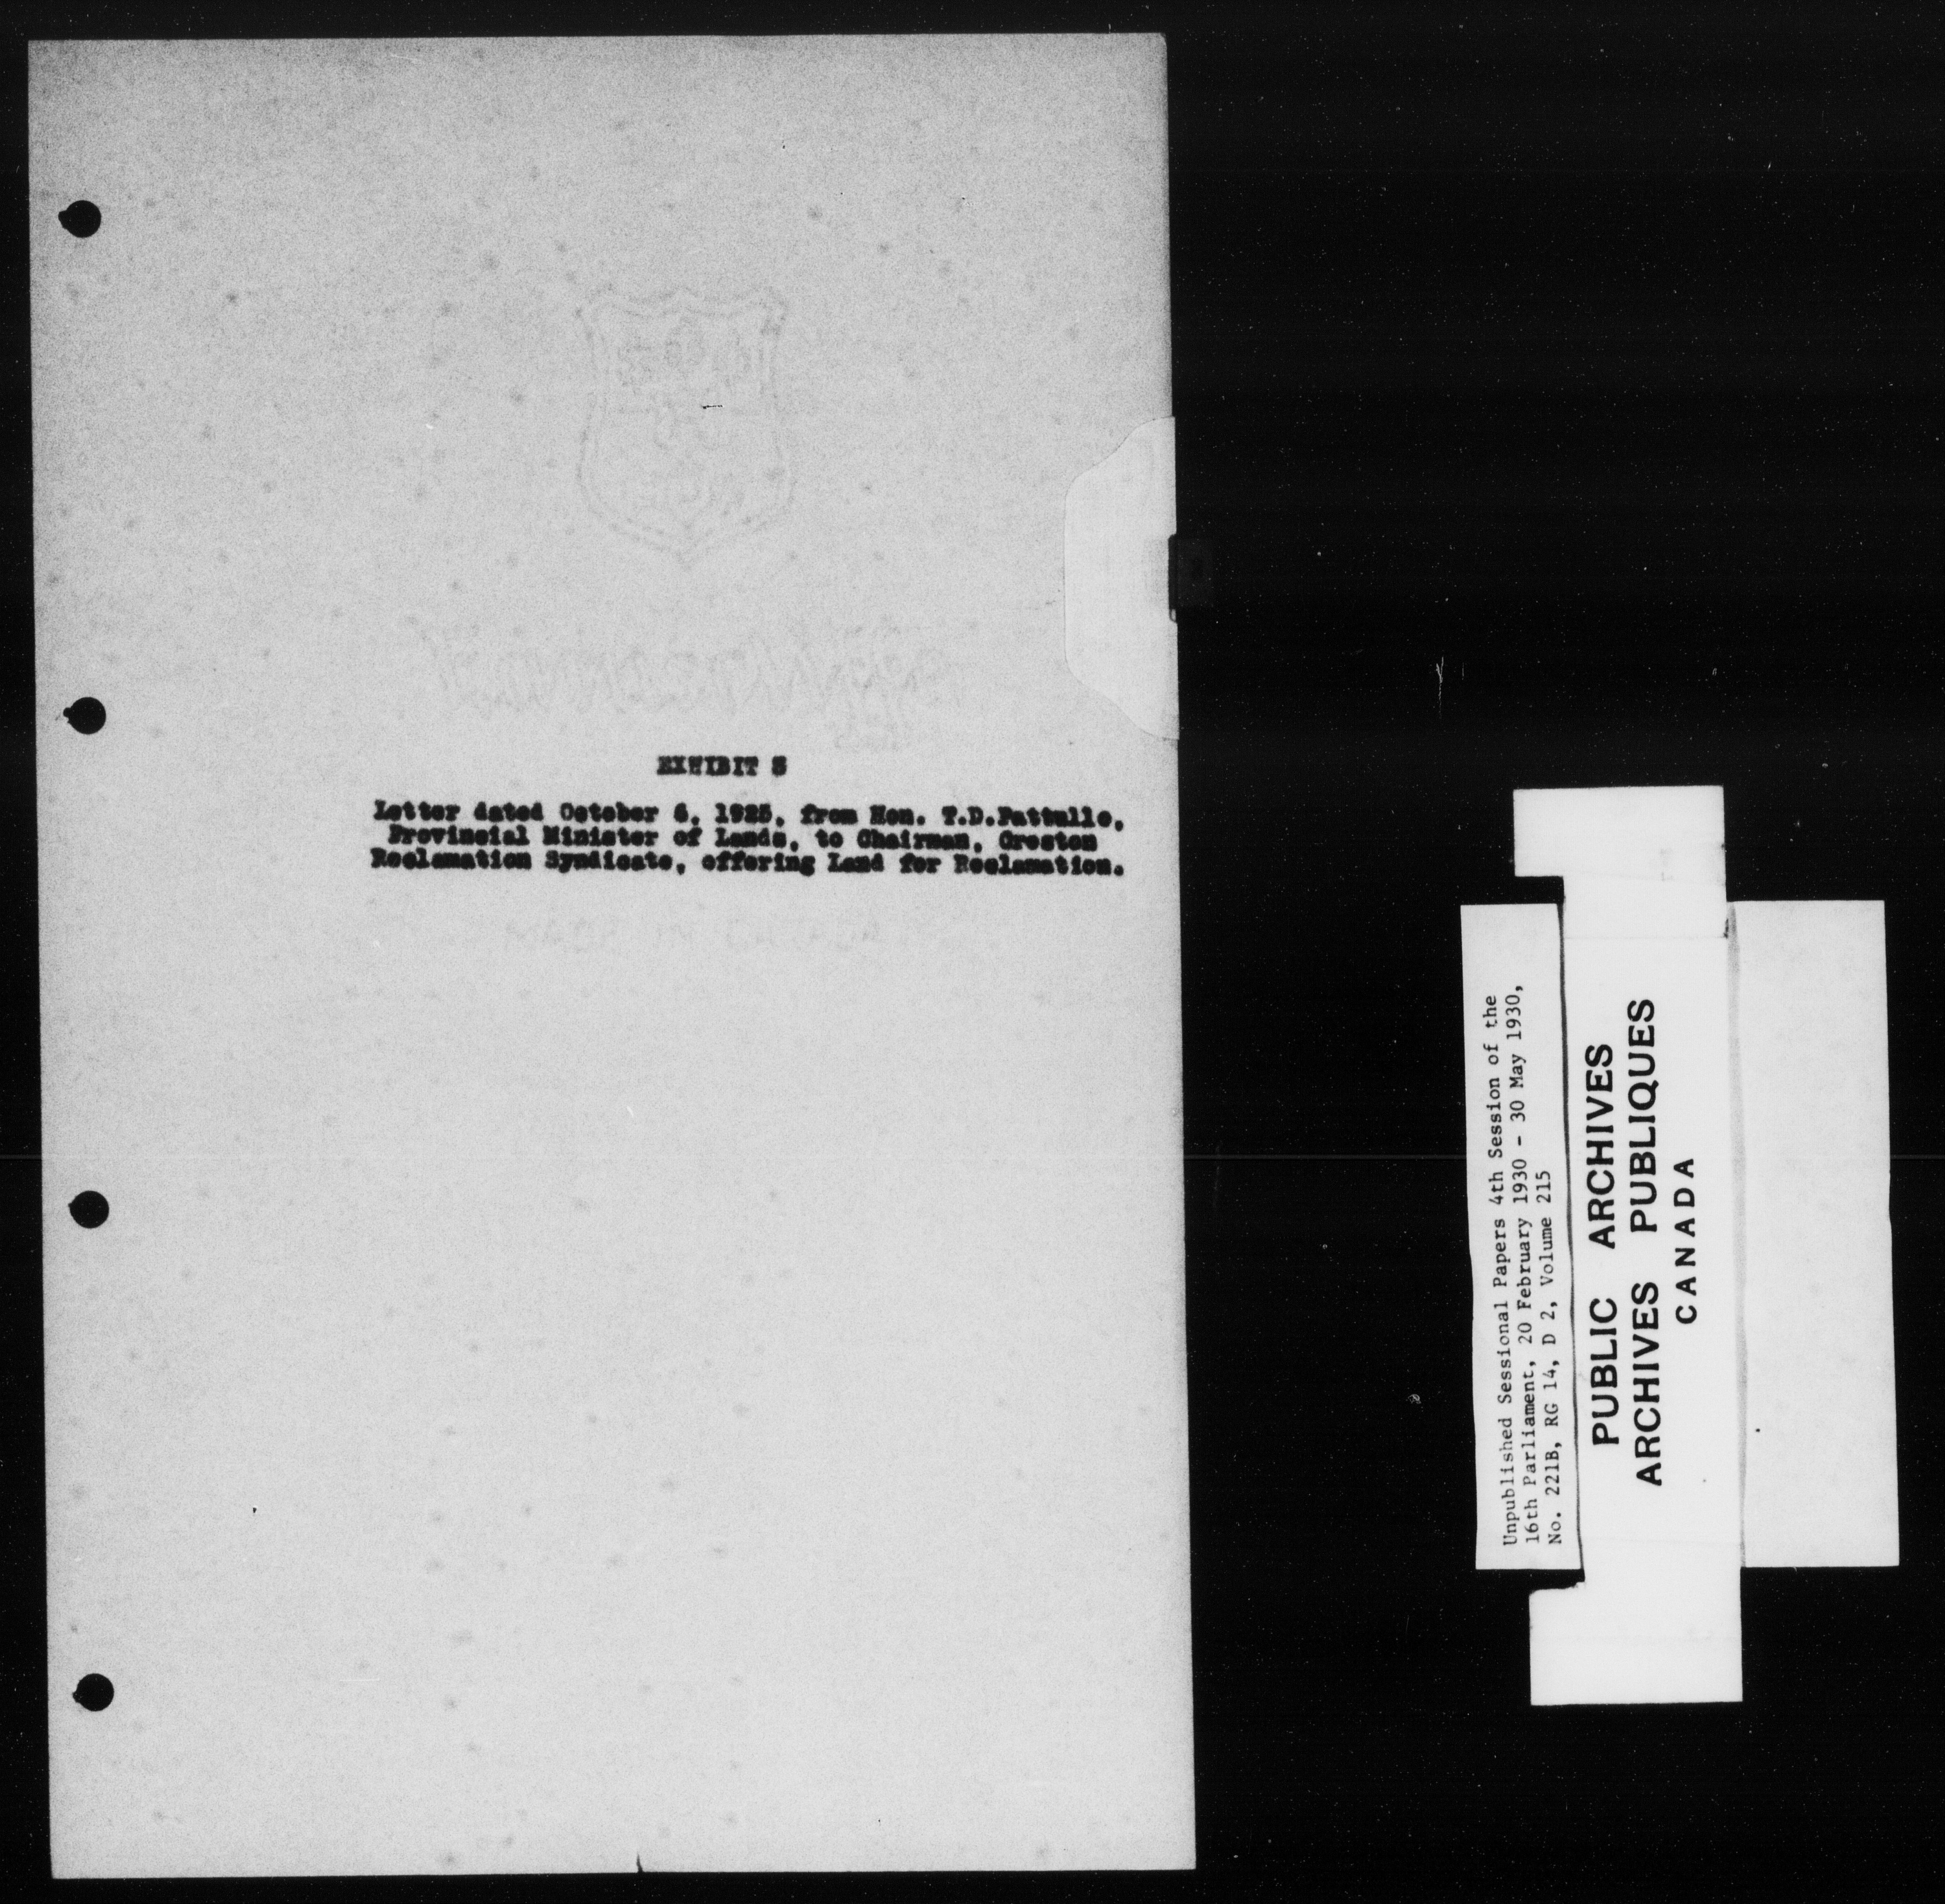 EXHIBIT S
Letter dated October 6, 1925, from Hon. T.D.Pattullo,
Provincial Minister of Lands, to Chairman, Creston
Reclamation Syndicate, offering Land for Reclamation.
Unpublished Sessional Papers 4th Session of the
16th Parliament, 20 February 1930 - 30 May 1930,
No. 221B, RG 14, D 2, Volume 215
PUBLIC ARCHIVES
ARCHIVES PUBLIQUES
CANADA